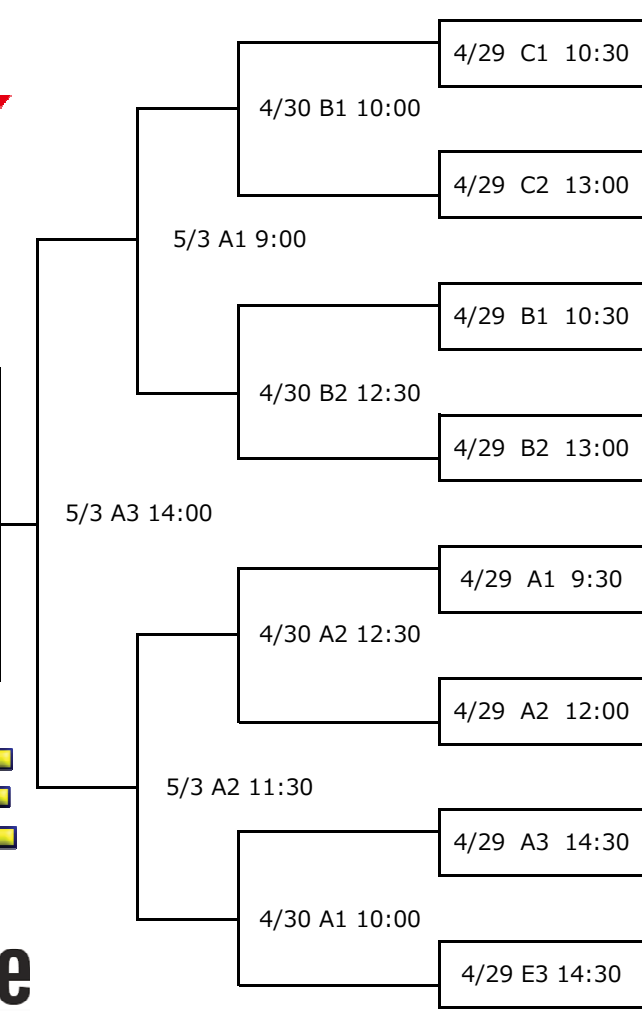 4/29 C1 10:30
4/30 B1 10:00
4/29 C2 13:00
5/3 A1 9:00
4/29 B1 10:30
4/30 B2 12:30
4/29 B2 13:00
5/3 A3 14:00
4/29 A1 9:30
4/30 A2 12:30
4/29 A2 12:00
5/3 A2 11:30
4/29 A3 14:30
4/30 A1 10:00
4/29 E3 14:30
e